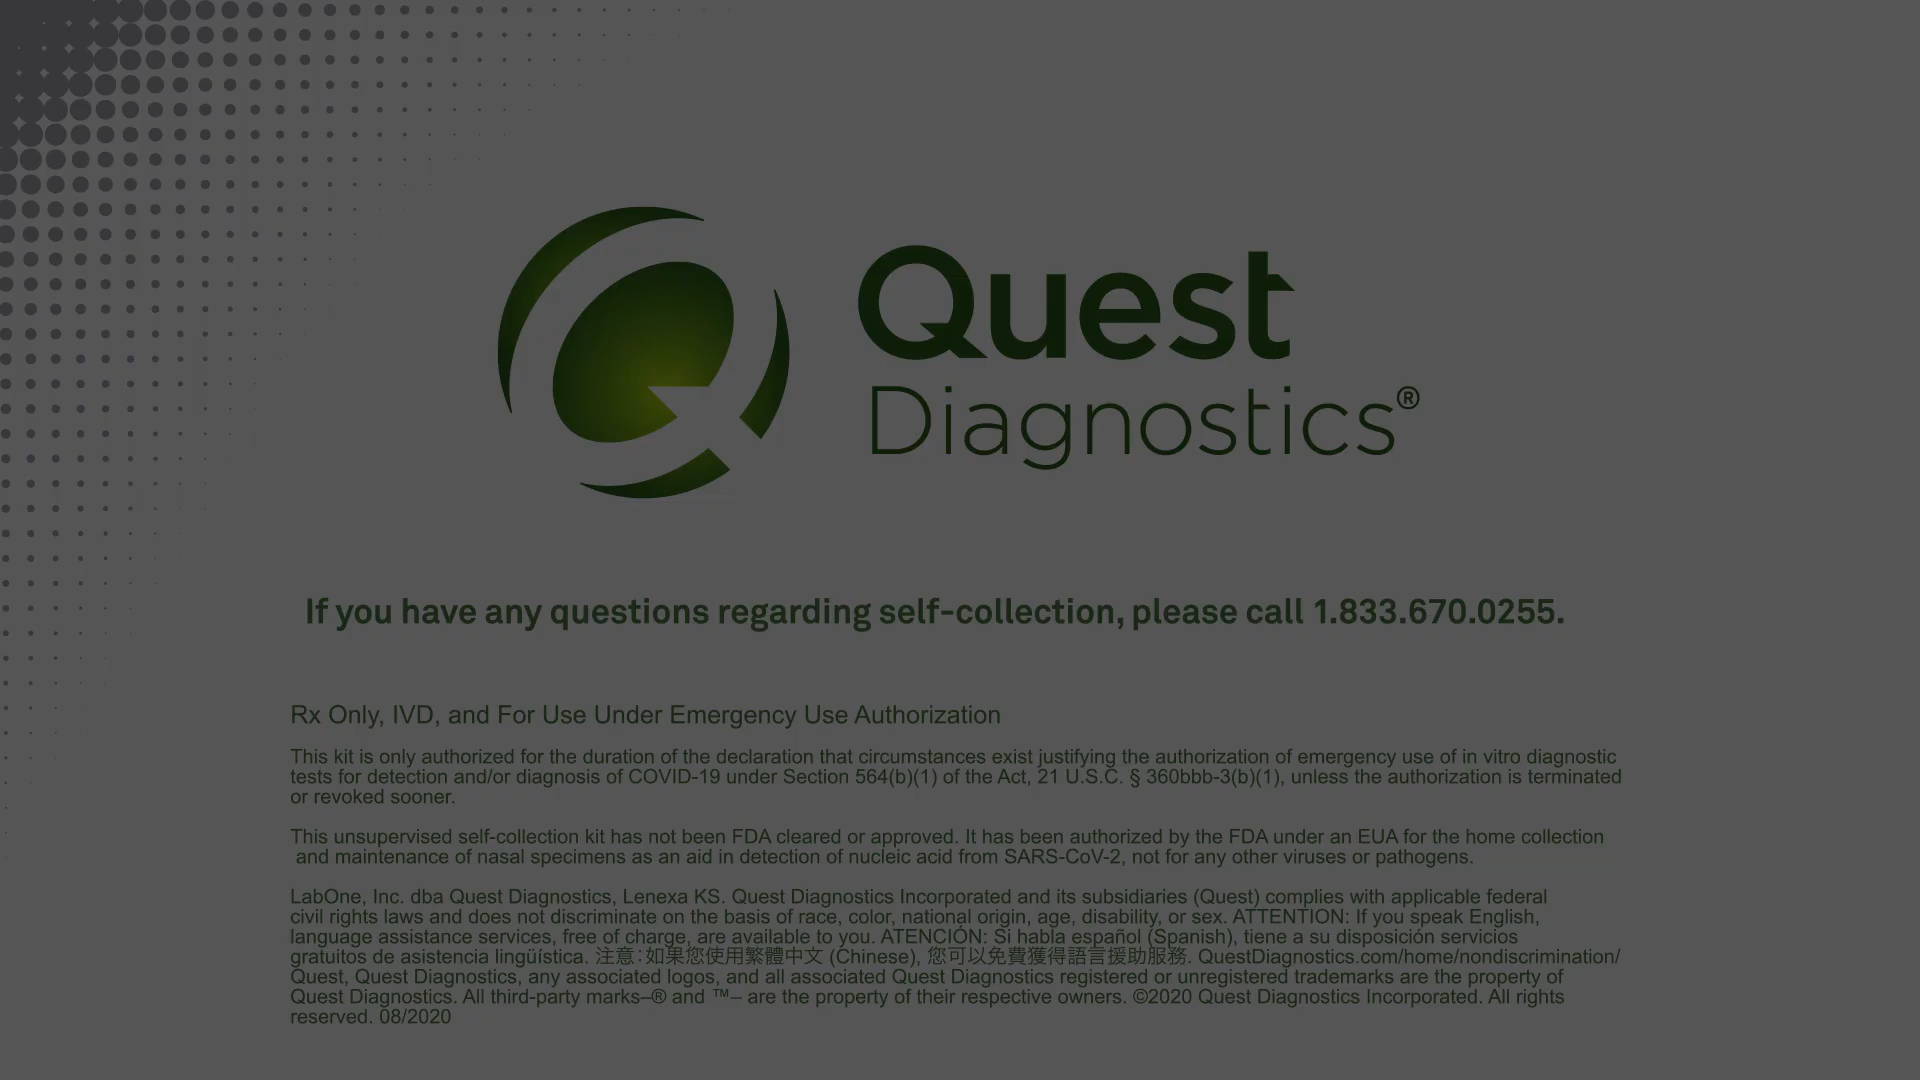 Quest
Diagnostics®
If you have any questions regarding self-collection, please call 1.833.670.0255.
Rx Only, IVD, and For Use Under Emergency Use Authorization
This kit is only authorized for the duration of the declaration that circumstances exist justifying the authorization of emergency use of in vitro diagnostic
tests for detection and/or diagnosis of COVID-19 under Section 564(b)(1) of the Act, 21 U.S.C. § 360bbb-3(b)(1), unless the authorization is terminated
or revoked sooner.
This unsupervised self-collection kit has not been FDA cleared or approved. It has been authorized by the FDA under an EUA for the home collection
and maintenance of nasal specimens as an aid in detection of nucleic acid from SARS-CoV-2, not for any other viruses or pathogens.
LabOne, Inc. dba Quest Diagnostics, Lenexa KS. Quest Diagnostics Incorporated and its subsidiaries (Quest) complies with applicable federal
civil rights laws and does not discriminate on the basis of race, color, national origin, age, disability, or sex. ATTENTION: If you speak English,
language assistance services, free of charge, are available to you. ATENCIÓN: Si habla español (Spanish), tiene a su disposición servicios
gratuitos de asistencia lingüística. 注意：如果您使用繁體中文 (Chinese), 您可以免費獲得語言援助服務. QuestDiagnostics.com/home/nondiscrimination/
Quest, Quest Diagnostics, any associated logos, and all associated Quest Diagnostics registered or unregistered trademarks are the property of
Quest Diagnostics. All third-party marks–® and ™– are the property of their respective owners. ©2020 Quest Diagnostics Incorporated. All rights
reserved. 08/2020